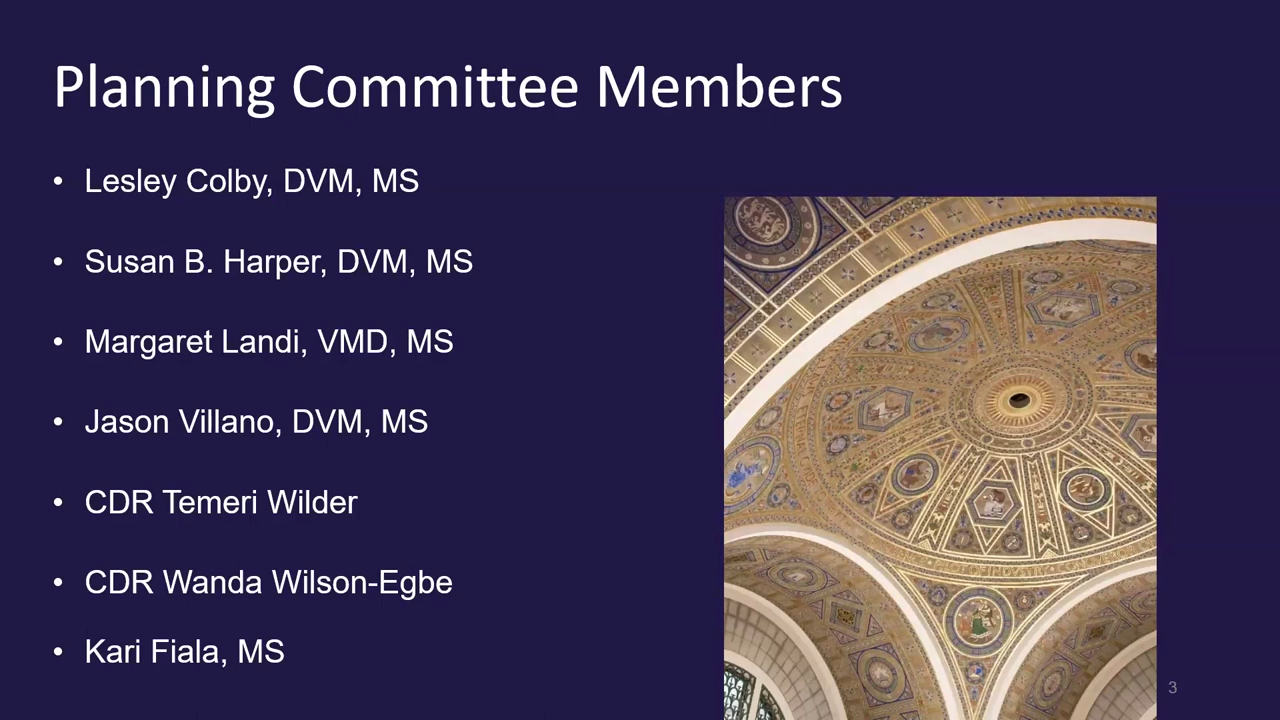 Planning Committee Members
• Lesley Colby, DVM, MS
• Susan B. Harper, DVM, MS
• Margaret Landi, VMD, MS
• Jason Villano, DVM, MS
• CDR Temeri Wilder
• CDR Wanda Wilson-Egbe
• Kari Fiala, MS
3